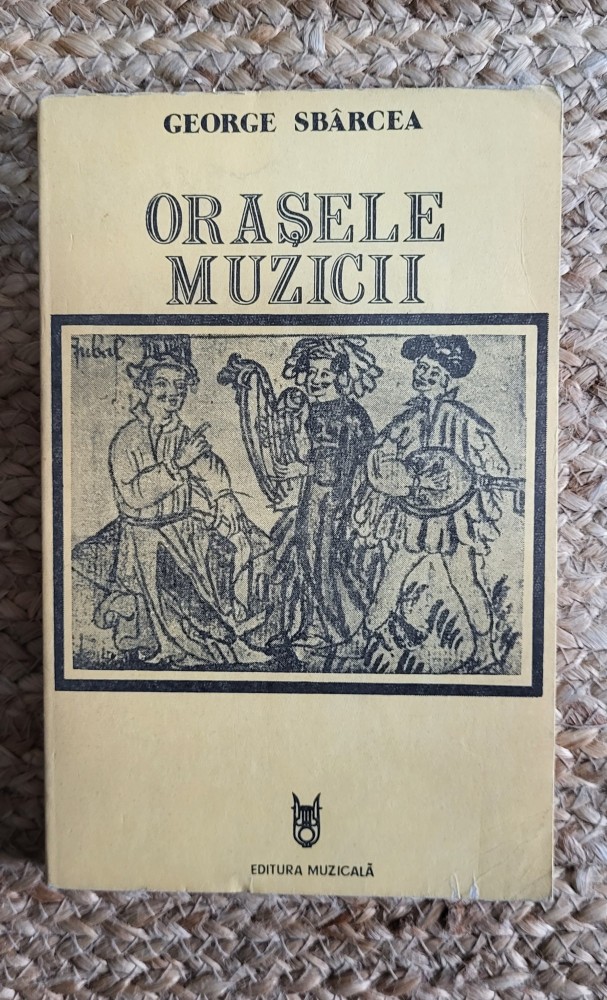 GEORGE SBÂRCEA
ORAȘELE
MUZICII
Jubal
EDITURA MUZICALĂ